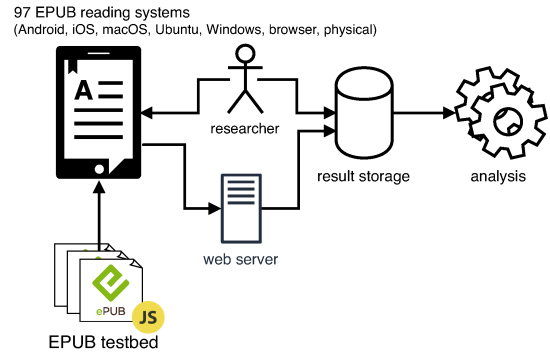 97 EPUB reading systems
(Android, iOS, macOS, Ubuntu, Windows, browser, physical)
A
researcher
result storage
analysis
web server
ePUB
JS
EPUB testbed